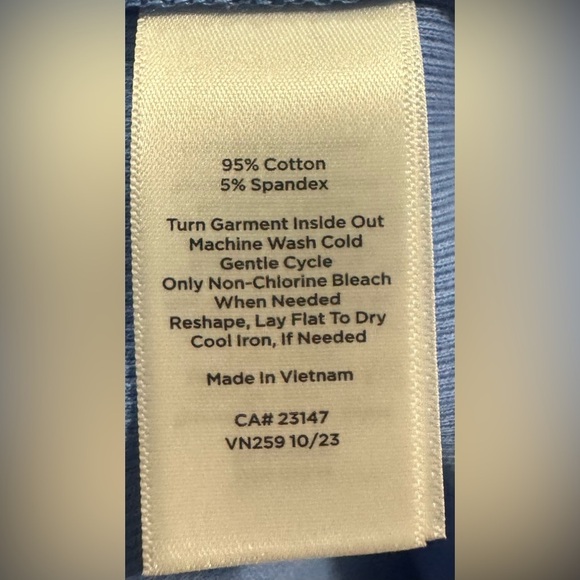 95% Cotton
5% Spandex
Turn Garment Inside Out
Machine Wash Cold
Gentle Cycle
Only Non-Chlorine Bleach
When Needed
Reshape, Lay Flat To Dry
Cool Iron, If Needed
Made In Vietnam
CA# 23147
VN259 10/23